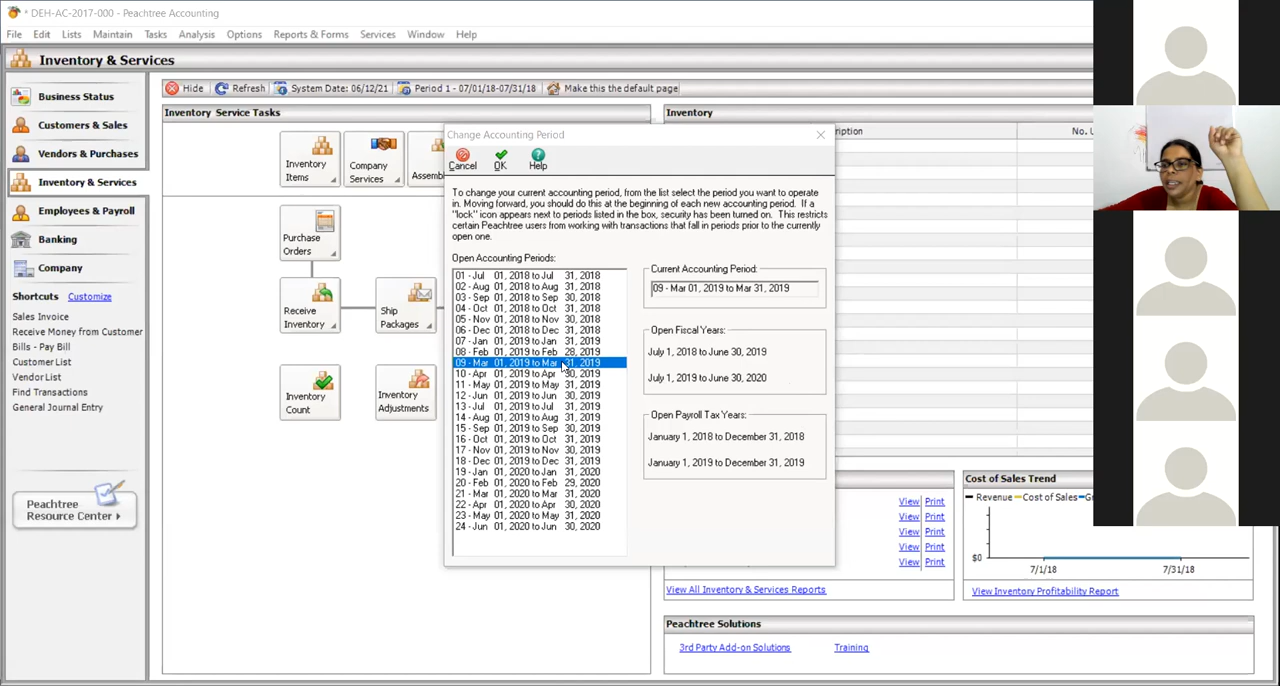 * DEH-AC-2017-000 - Peachtree Accounting
File Edit Lists Maintain Tasks Analysis Options Reports & Forms Services Window Help
Inventory & Services
Business Status
Customers & Sales
Vendors & Purchases
Inventory & Services
Employees & Payroll
Banking
Company
Shortcuts Customize
Sales Invoice
Receive Money from Customer
Bills - Pay Bill
Customer List
Vendor List
Find Transactions
General Journal Entry
Peachtree
Resource Center
Hide Refresh System Date: 06/12/21 Period 1 - 07/01/18-07/31/18 Make this the default page
Inventory Service Tasks
Inventory
Items
Company
Services
Purchase
Orders
Receive
Inventory
Ship
Packages
Inventory
Count
Inventory
Adjustments
Change Accounting Period
Cancel OK Help
To change your current accounting period, from the list select the period you want to operate
in. Moving forward, you should do this at the beginning of each new accounting period. If a
"lock" icon appears next to periods listed in the box, security has been turned on. This restricts
certain Peachtree users from working with transactions that fall in periods prior to the currently
open one.
Open Accounting Periods:
01 - Jul 01, 2018 to Jul 31, 2018
02 - Aug 01, 2018 to Aug 31, 2018
03 - Sep 01, 2018 to Sep 30, 2018
04 - Oct 01, 2018 to Oct 31, 2018
05 - Nov 01, 2018 to Nov 30, 2018
06 - Dec 01, 2018 to Dec 31, 2018
07 - Jan 01, 2019 to Jan 31, 2019
08 - Feb 01, 2019 to Feb 28, 2019
09 - Mar 01, 2019 to Mar 31, 2019
10 - Apr 01, 2019 to Apr 30, 2019
11 - May 01, 2019 to May 31, 2019
12 - Jun 01, 2019 to Jun 30, 2019
13 - Jul 01, 2019 to Jul 31, 2019
14 - Aug 01, 2019 to Aug 31, 2019
15 - Sep 01, 2019 to Sep 30, 2019
16 - Oct 01, 2019 to Oct 31, 2019
17 - Nov 01, 2019 to Nov 30, 2019
18 - Dec 01, 2019 to Dec 31, 2019
19 - Jan 01, 2020 to Jan 31, 2020
20 - Feb 01, 2020 to Feb 29, 2020
21 - Mar 01, 2020 to Mar 31, 2020
22 - Apr 01, 2020 to Apr 30, 2020
23 - May 01, 2020 to May 31, 2020
24 - Jun 01, 2020 to Jun 30, 2020
Current Accounting Period:
09 - Mar 01, 2019 to Mar 31, 2019
Open Fiscal Years:
July 1, 2018 to June 30, 2019
July 1, 2019 to June 30, 2020
Open Payroll Tax Years:
January 1, 2018 to December 31, 2018
January 1, 2019 to December 31, 2019
Inventory
View Print
View Print
View Print
View Print
View Print
View All Inventory & Services Reports
Cost of Sales Trend
Revenue Cost of Sales
$0
7/1/18 7/31/18
View Inventory Profitability Report
Peachtree Solutions
3rd Party Add-on Solutions Training